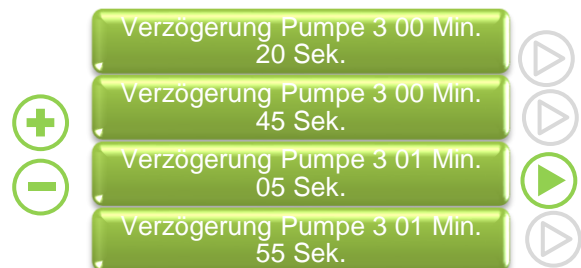 Verzögerung Pumpe 3 00 Min.
20 Sek.
Verzögerung Pumpe 3 00 Min.
45 Sek.
Verzögerung Pumpe 3 01 Min.
05 Sek.
Verzögerung Pumpe 3 01 Min.
55 Sek.